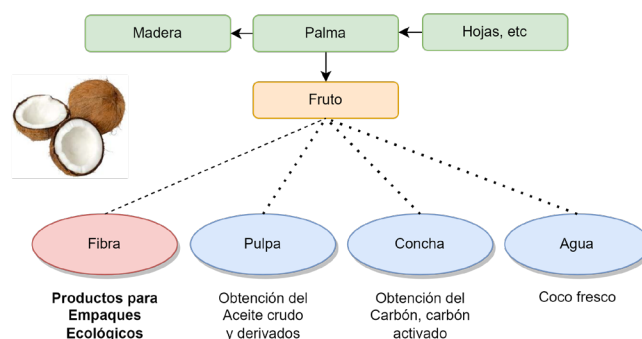 Madera
Palma
Hojas, etc
Fruto
Fibra
Pulpa
Concha
Agua
Productos para
Empaques
Ecológicos
Obtención del
Aceite crudo
y derivados
Obtención del
Carbón, carbón
activado
Coco fresco